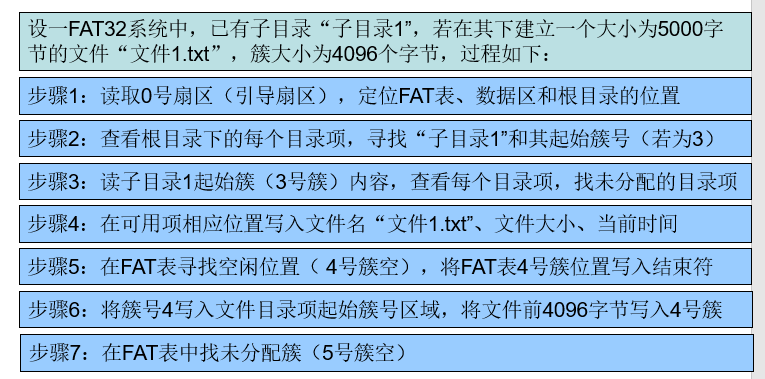 设一FAT32系统中，已有子目录“子目录1”，若在其下建立一个大小为5000字
节的文件“文件1.txt”，簇大小为4096个字节，过程如下：
步骤1：读取0号扇区（引导扇区），定位FAT表、数据区和根目录的位置
步骤2：查看根目录下的每个目录项，寻找“子目录1”和其起始簇号（若为3）
步骤3：读子目录1起始簇（3号簇）内容，查看每个目录项，找未分配的目录项
步骤4：在可用项相应位置写入文件名“文件1.txt”、文件大小、当前时间
步骤5：在FAT表寻找空闲位置（ 4号簇空），将FAT表4号簇位置写入结束符
步骤6：将簇号4写入文件目录项起始簇号区域，将文件前4096字节写入4号簇
步骤7：在FAT表中找未分配簇（5号簇空）